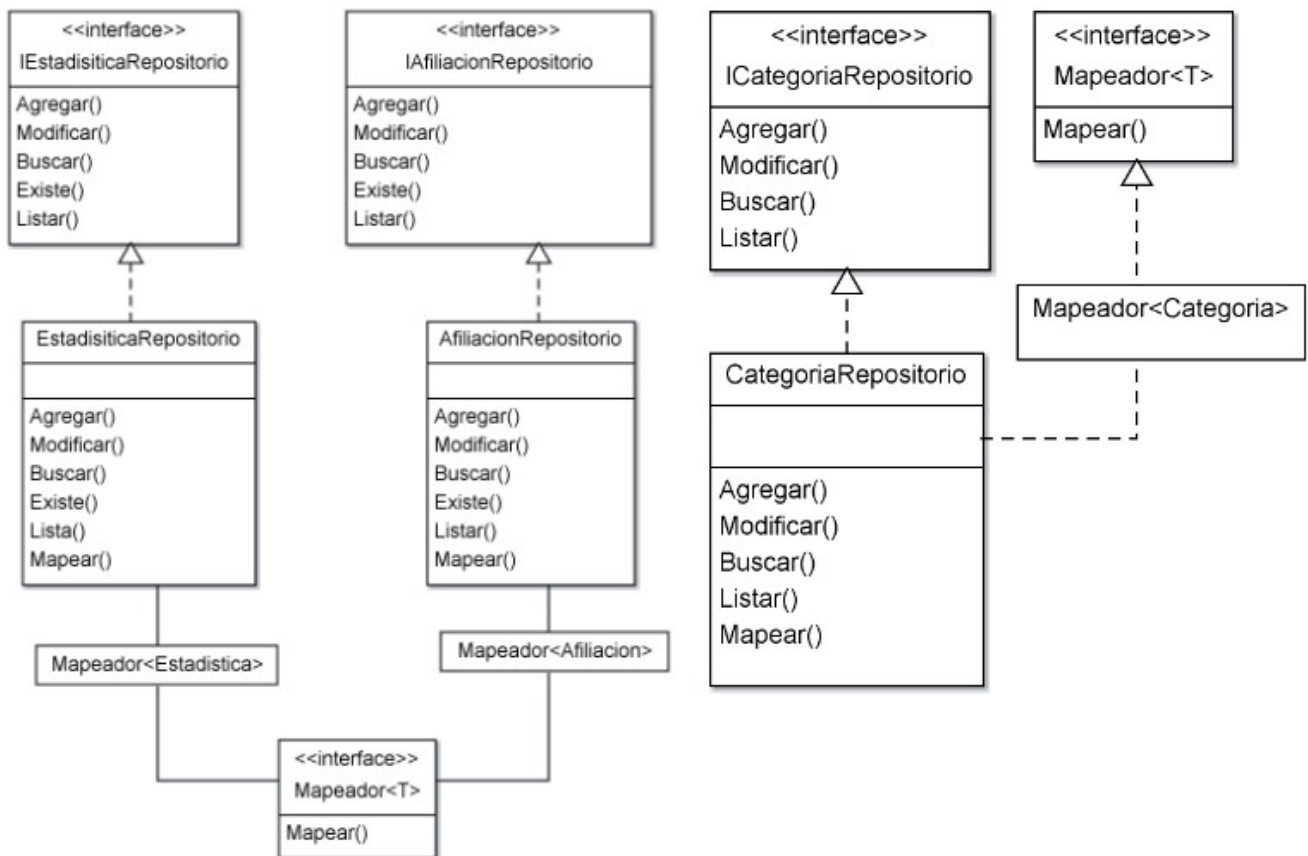 <<interface>>
IEstadisiticaRepositorio
Agregar()
Modificar()
Buscar()
Existe()
Listar()
<<interface>>
IAfiliacionRepositorio
Agregar()
Modificar()
Buscar()
Existe()
Listar()
<<interface>>
ICategoriaRepositorio
Agregar()
Modificar()
Buscar()
Listar()
<<interface>>
Mapeador<T>
Mapear()
EstadisiticaRepositorio
Agregar()
Modificar()
Buscar()
Existe()
Lista()
Mapear()
AfiliacionRepositorio
Agregar()
Modificar()
Buscar()
Existe()
Listar()
Mapear()
CategoriaRepositorio
Agregar()
Modificar()
Buscar()
Listar()
Mapear()
Mapeador<Categoria>
Mapeador<Estadistica>
Mapeador<Afiliacion>
<<interface>>
Mapeador<T>
Mapear()